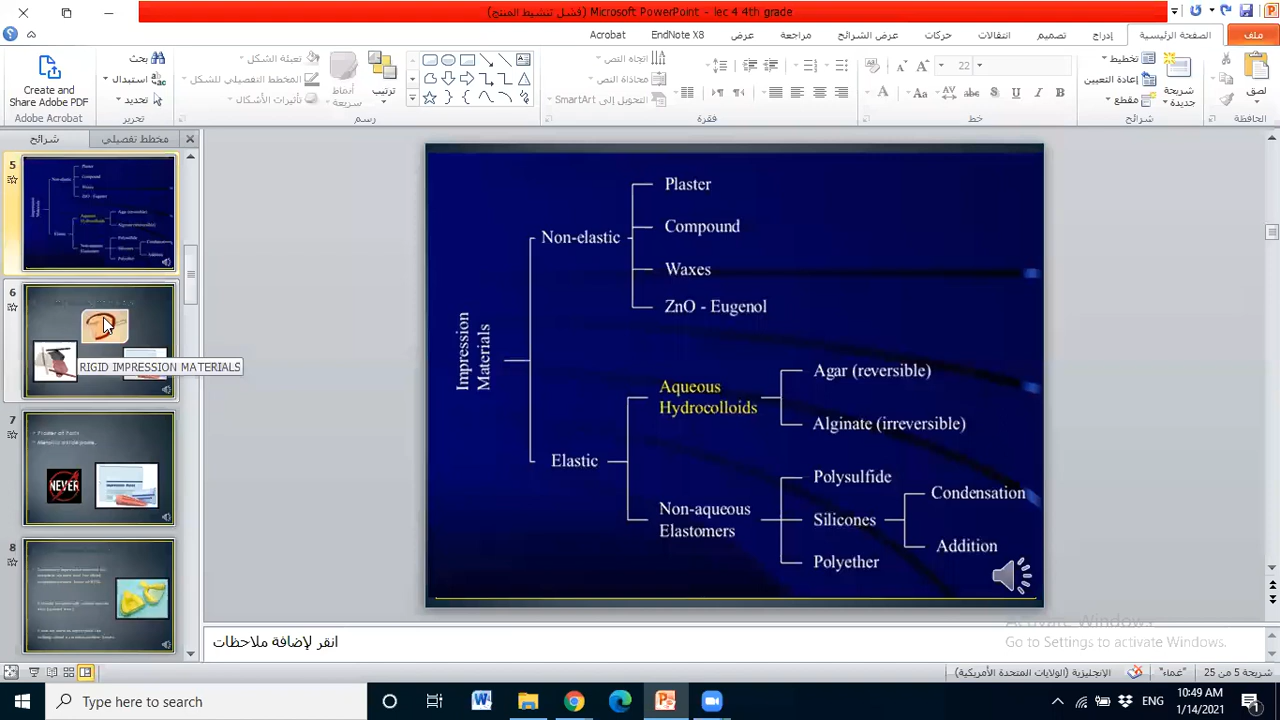 (فشل تنشيط المنتج) Microsoft PowerPoint - lec 4 4th grade
ملف
الصفحة الرئيسية
إدراج
تصميم
انتقالات
حركات
عرض الشرائح
مراجعة
عرض
EndNote X8
Acrobat
لصق
الحافظة
شريحة جديدة
تخطيط
إعادة التعيين
مقطع
شرائح
22
خط
فقرة
اتجاه النص
محاذاة النص
التحويل إلى SmartArt
ترتيب
أنماط سريعة
تعبئة الشكل
المخطط التفصيلي للشكل
تأثيرات الأشكال
رسم
بحث
استبدال
تحديد
تحرير
Create and
Share Adobe PDF
Adobe Acrobat
شرائح
مخطط تفصيلي
5
6
RIGID IMPRESSION MATERIALS
7
NEVER
8
Impression
Materials
Non-elastic
Plaster
Compound
Waxes
ZnO - Eugenol
Elastic
Aqueous
Hydrocolloids
Agar (reversible)
Alginate (irreversible)
Non-aqueous
Elastomers
Polysulfide
Silicones
Condensation
Addition
Polyether
Activate Windows
Go to Settings to activate Windows.
انقر لإضافة ملاحظات
شريحة 5 من 25
"عماء"
الإنجليزية (الولايات المتحدة الأمريكية)
Type here to search
ENG
10:49 AM
1/14/2021